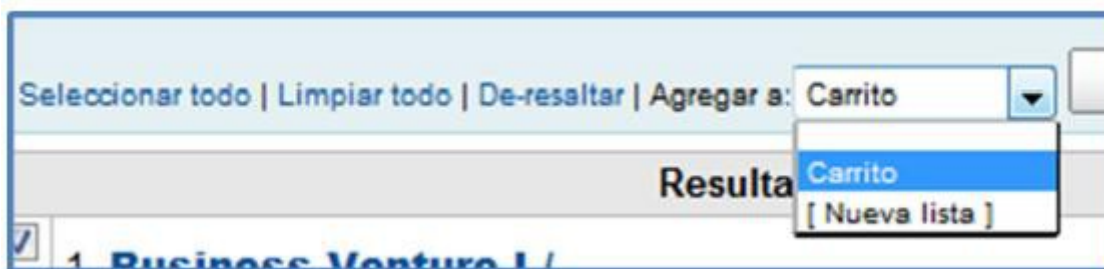 Seleccionar todo | Limpiar todo | De-resaltar | Agregar a: Carrito
Carrito
[ Nueva lista ]
Resulta
1. Business Venture I /